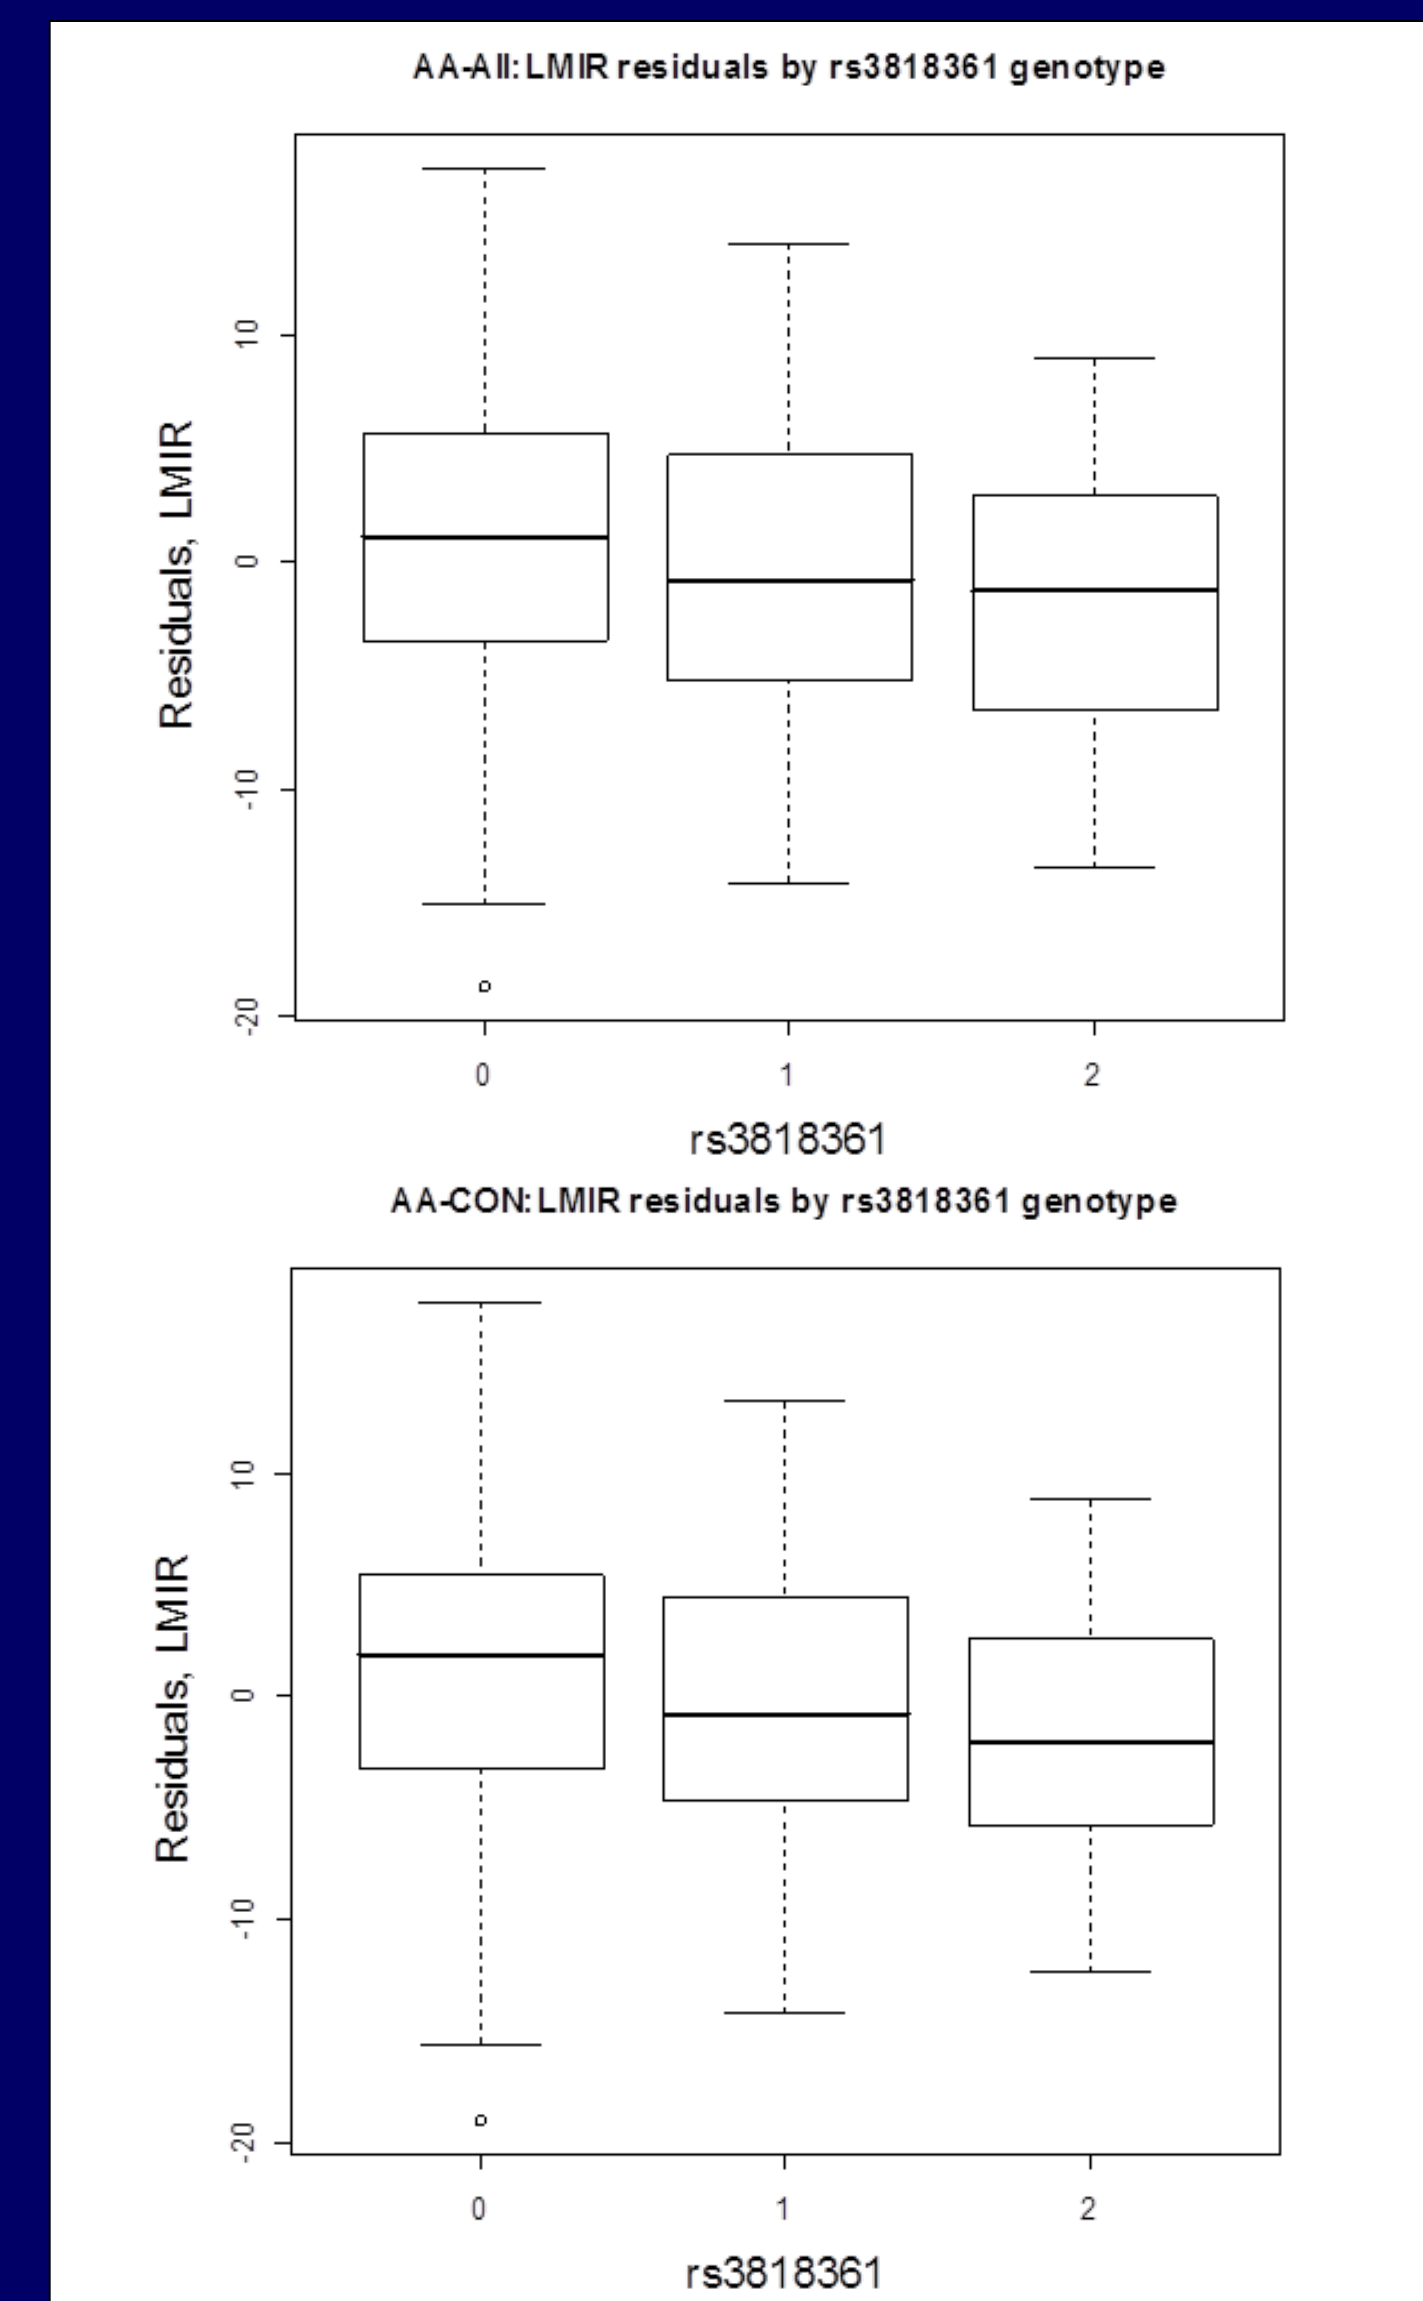 AA-All: LMIR residuals by rs3818361 genotype
Residuals, LMIR
10
0
-10
-20
0 1 2
rs3818361
AA-CON: LMIR residuals by rs3818361 genotype
Residuals, LMIR
10
0
-10
-20
0 1 2
rs3818361